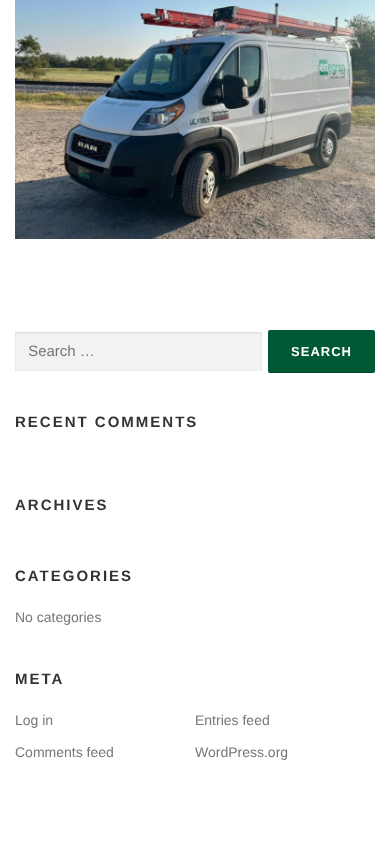 RAM
Search …
SEARCH
RECENT COMMENTS
ARCHIVES
CATEGORIES
No categories
META
Log in
Entries feed
Comments feed
WordPress.org